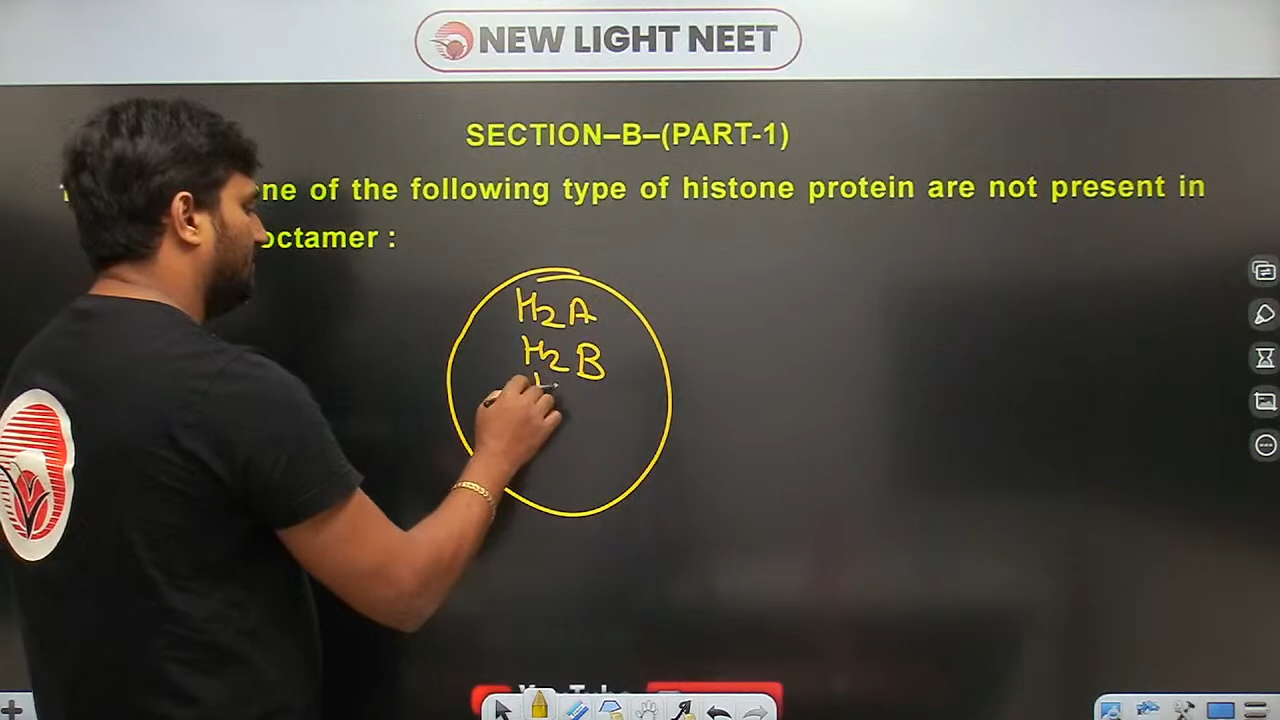 NEW LIGHT NEET
SECTION–B–(PART-1)
of the following type of histone protein are not present in
octamer :
H2A
H2B